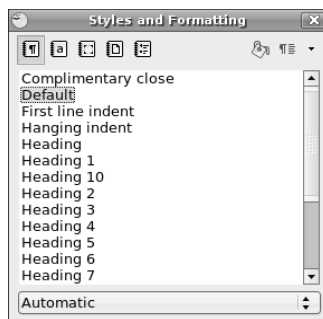 Styles and Formatting
Complimentary close
Default
First line indent
Hanging indent
Heading
Heading 1
Heading 10
Heading 2
Heading 3
Heading 4
Heading 5
Heading 6
Heading 7
Automatic